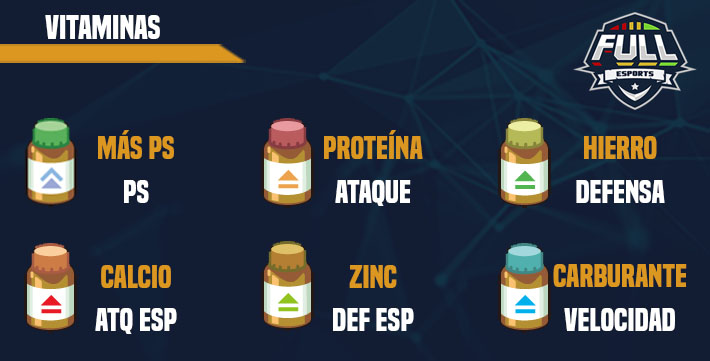 VITAMINAS
FULL
ESPORTS
MÁS PS
PS
PROTEÍNA
ATAQUE
HIERRO
DEFENSA
CALCIO
ATQ ESP
ZINC
DEF ESP
CARBURANTE
VELOCIDAD